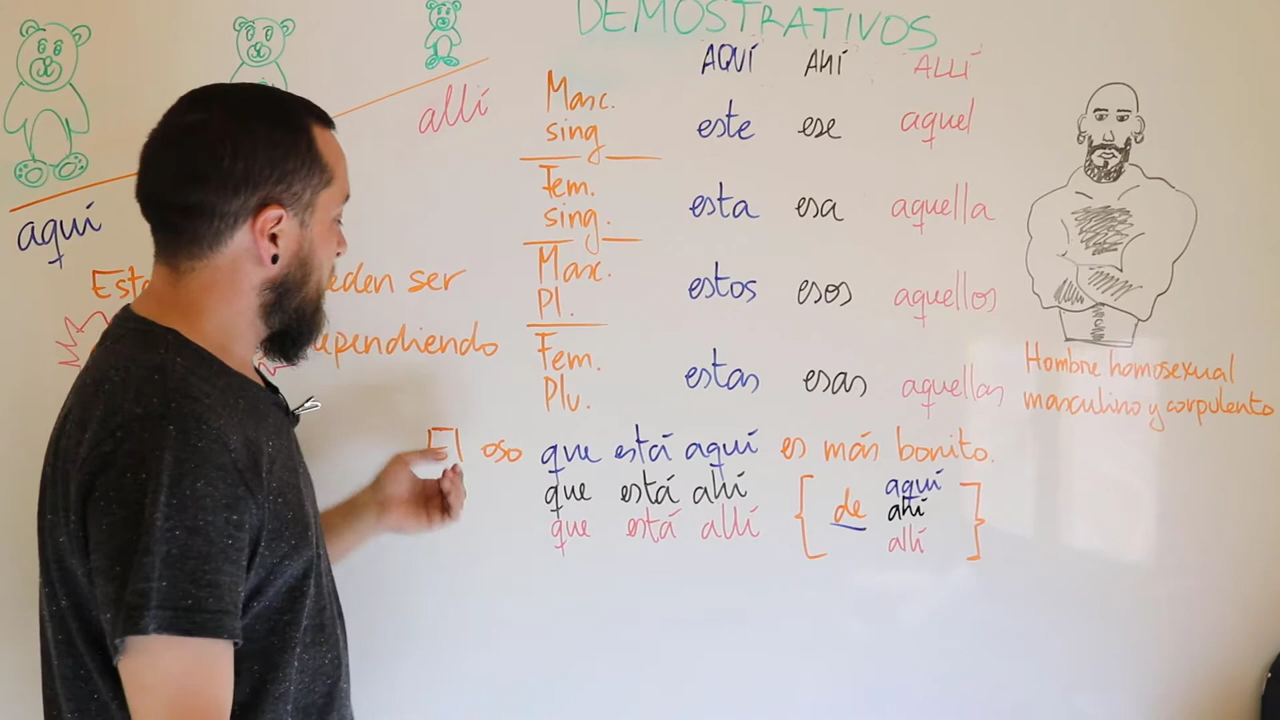 DEMOSTRATIVOS
AQUÍ AHÍ ALLÍ
Masc.
sing
este ese aquel
Fem.
sing.
esta esa aquella
Masc.
Pl.
estos esos aquellos
Fem.
Plu.
estas esas aquellas
allí
aquí
ser
dependiendo
El oso que está aquí es más bonito.
que está ahí
que está allí
de
aquí
ahí
allí
Hombre homosexual
masculino y corpulento